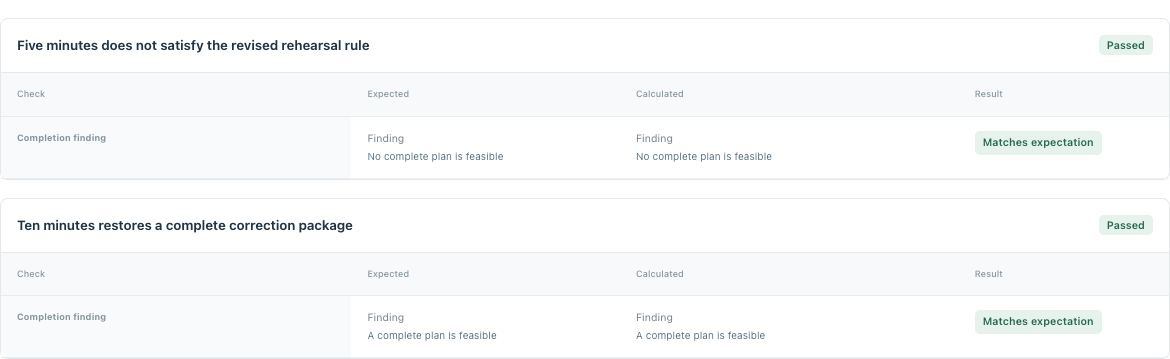 Five minutes does not satisfy the revised rehearsal rule
Passed
Check Expected Calculated Result
Completion finding Finding Finding Matches expectation
No complete plan is feasible No complete plan is feasible
Ten minutes restores a complete correction package
Passed
Check Expected Calculated Result
Completion finding Finding Finding Matches expectation
A complete plan is feasible A complete plan is feasible